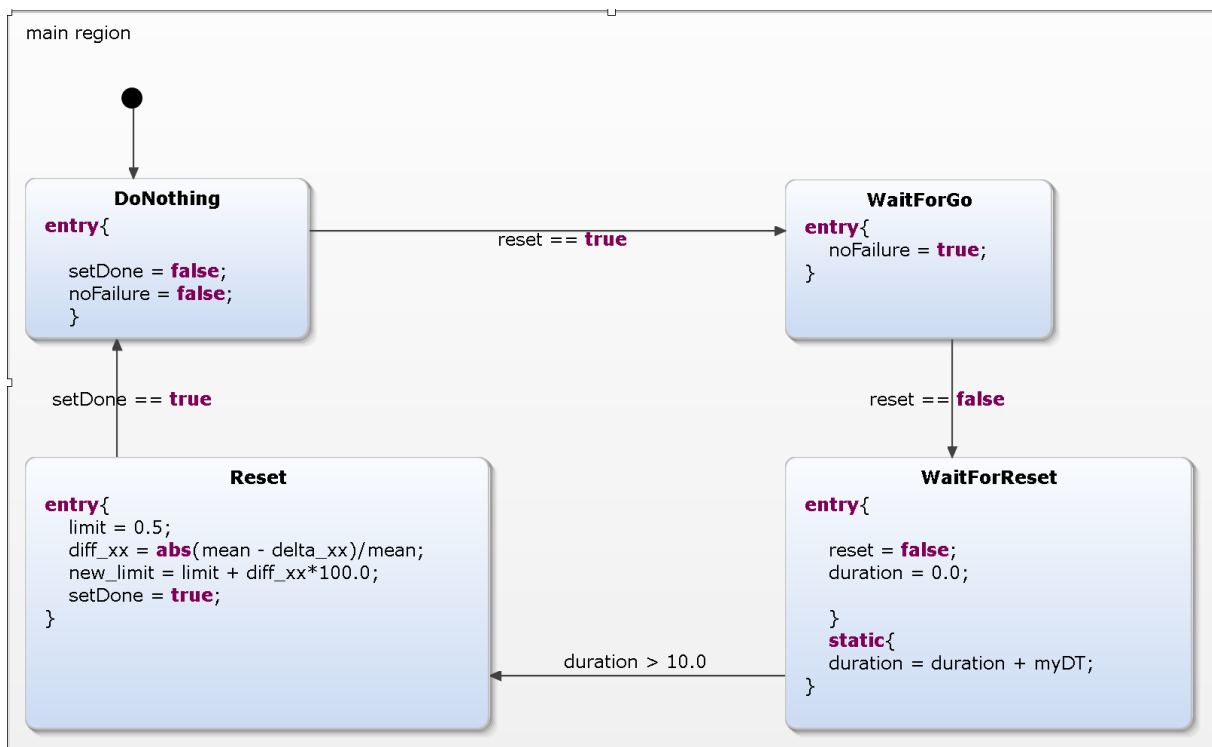 main region
DoNothing
entry{
setDone = false;
noFailure = false;
}
reset == true
WaitForGo
entry{
noFailure = true;
}
setDone == true
reset == false
Reset
entry{
limit = 0.5;
diff_xx = abs(mean - delta_xx)/mean;
new_limit = limit + diff_xx*100.0;
setDone = true;
}
duration > 10.0
WaitForReset
entry{
reset = false;
duration = 0.0;
}
static{
duration = duration + myDT;
}